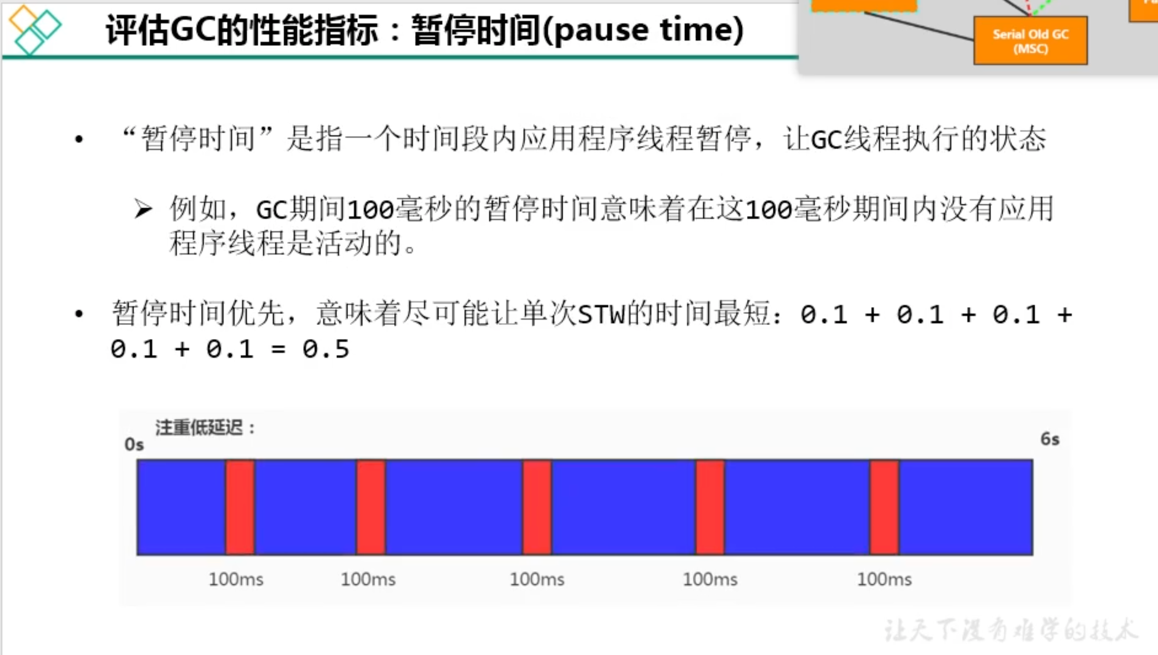 评估GC的性能指标：暂停时间(pause time)
Serial Old GC
(MSC)
• “暂停时间”是指一个时间段内应用程序线程暂停，让GC线程执行的状态
➢ 例如，GC期间100毫秒的暂停时间意味着在这100毫秒期间内没有应用
程序线程是活动的。
• 暂停时间优先，意味着尽可能让单次STW的时间最短：0.1 + 0.1 + 0.1 +
0.1 + 0.1 = 0.5
注重低延迟：
0s
6s
100ms 100ms 100ms 100ms 100ms
让天下没有难学的技术